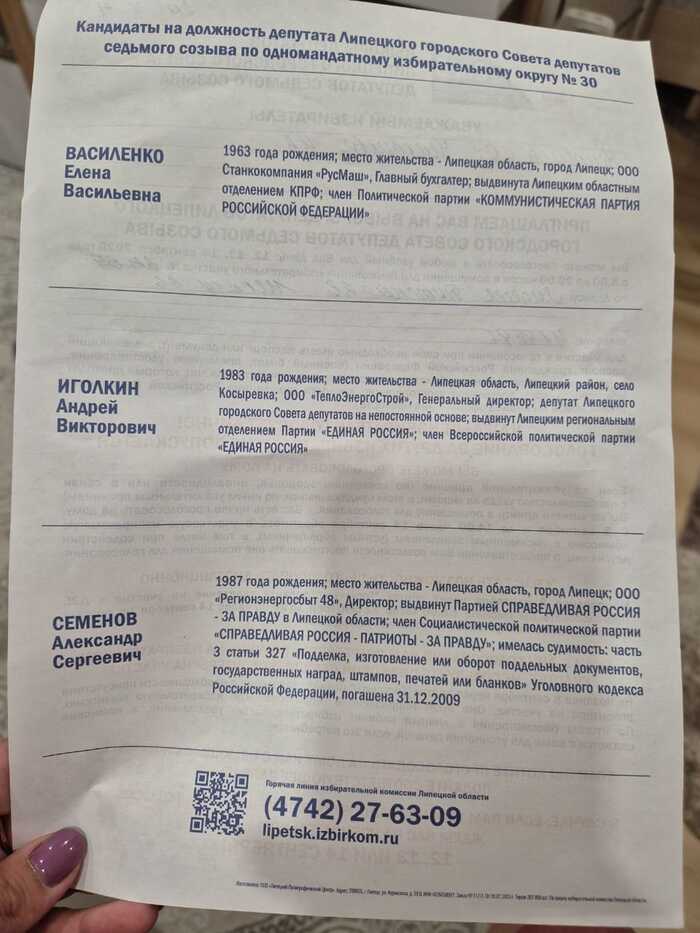 Кандидаты на должность депутата Липецкого городского Совета депутатов
седьмого созыва по одномандатному избирательному округу № 30
ВАСИЛЕНКО
Елена
Васильевна
1963 года рождения; место жительства - Липецкая область, город Липецк; ООО
Станкокомпания «РусМаш», Главный бухгалтер; выдвинута Липецким областным
отделением КПРФ; член Политической партии «КОММУНИСТИЧЕСКАЯ ПАРТИЯ
РОССИЙСКОЙ ФЕДЕРАЦИИ»
ИГОЛКИН
Андрей
Викторович
1983 года рождения; место жительства - Липецкая область, Липецкий район, село
Косыревка; ООО «ТеплоЭнергоСтрой», Генеральный директор; депутат Липецкого
городского Совета депутатов на непостоянной основе; выдвинут Липецким региональным
отделением Партии «ЕДИНАЯ РОССИЯ»; член Всероссийской политической партии
«ЕДИНАЯ РОССИЯ»
СЕМЕНОВ
Александр
Сергеевич
1987 года рождения; место жительства - Липецкая область, город Липецк; ООО
«Регионэнергосбыт 48», Директор; выдвинут Партией СПРАВЕДЛИВАЯ РОССИЯ
- ЗА ПРАВДУ в Липецкой области; член Социалистической политической партии
«СПРАВЕДЛИВАЯ РОССИЯ - ПАТРИОТЫ - ЗА ПРАВДУ»; имелась судимость: часть
3 статьи 327 «Подделка, изготовление или оборот поддельных документов,
государственных наград, штампов, печатей или бланков» Уголовного кодекса
Российской Федерации, погашена 31.12.2009
Горячая линия избирательной комиссии Липецкой области
(4742) 27-63-09
lipetsk.izbirkom.ru